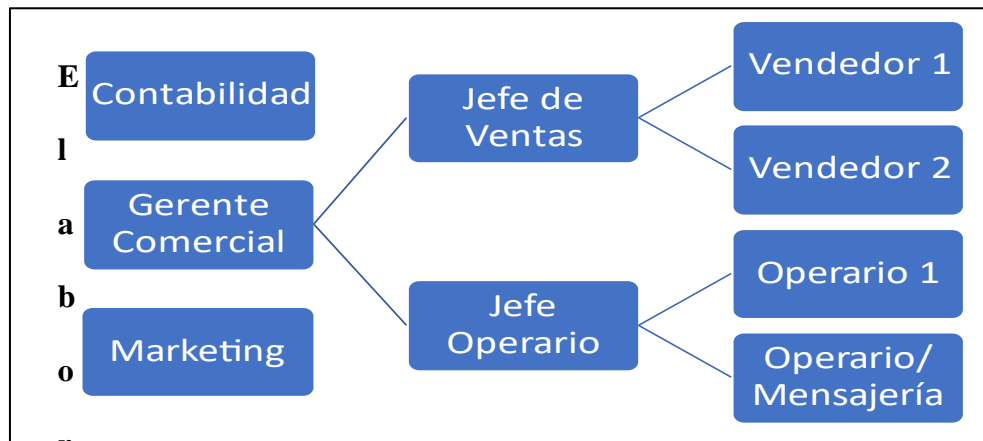 E
l
a
b
o
Contabilidad
Gerente
Comercial
Marketing
Jefe de
Ventas
Jefe
Operario
Vendedor 1
Vendedor 2
Operario 1
Operario/
Mensajería